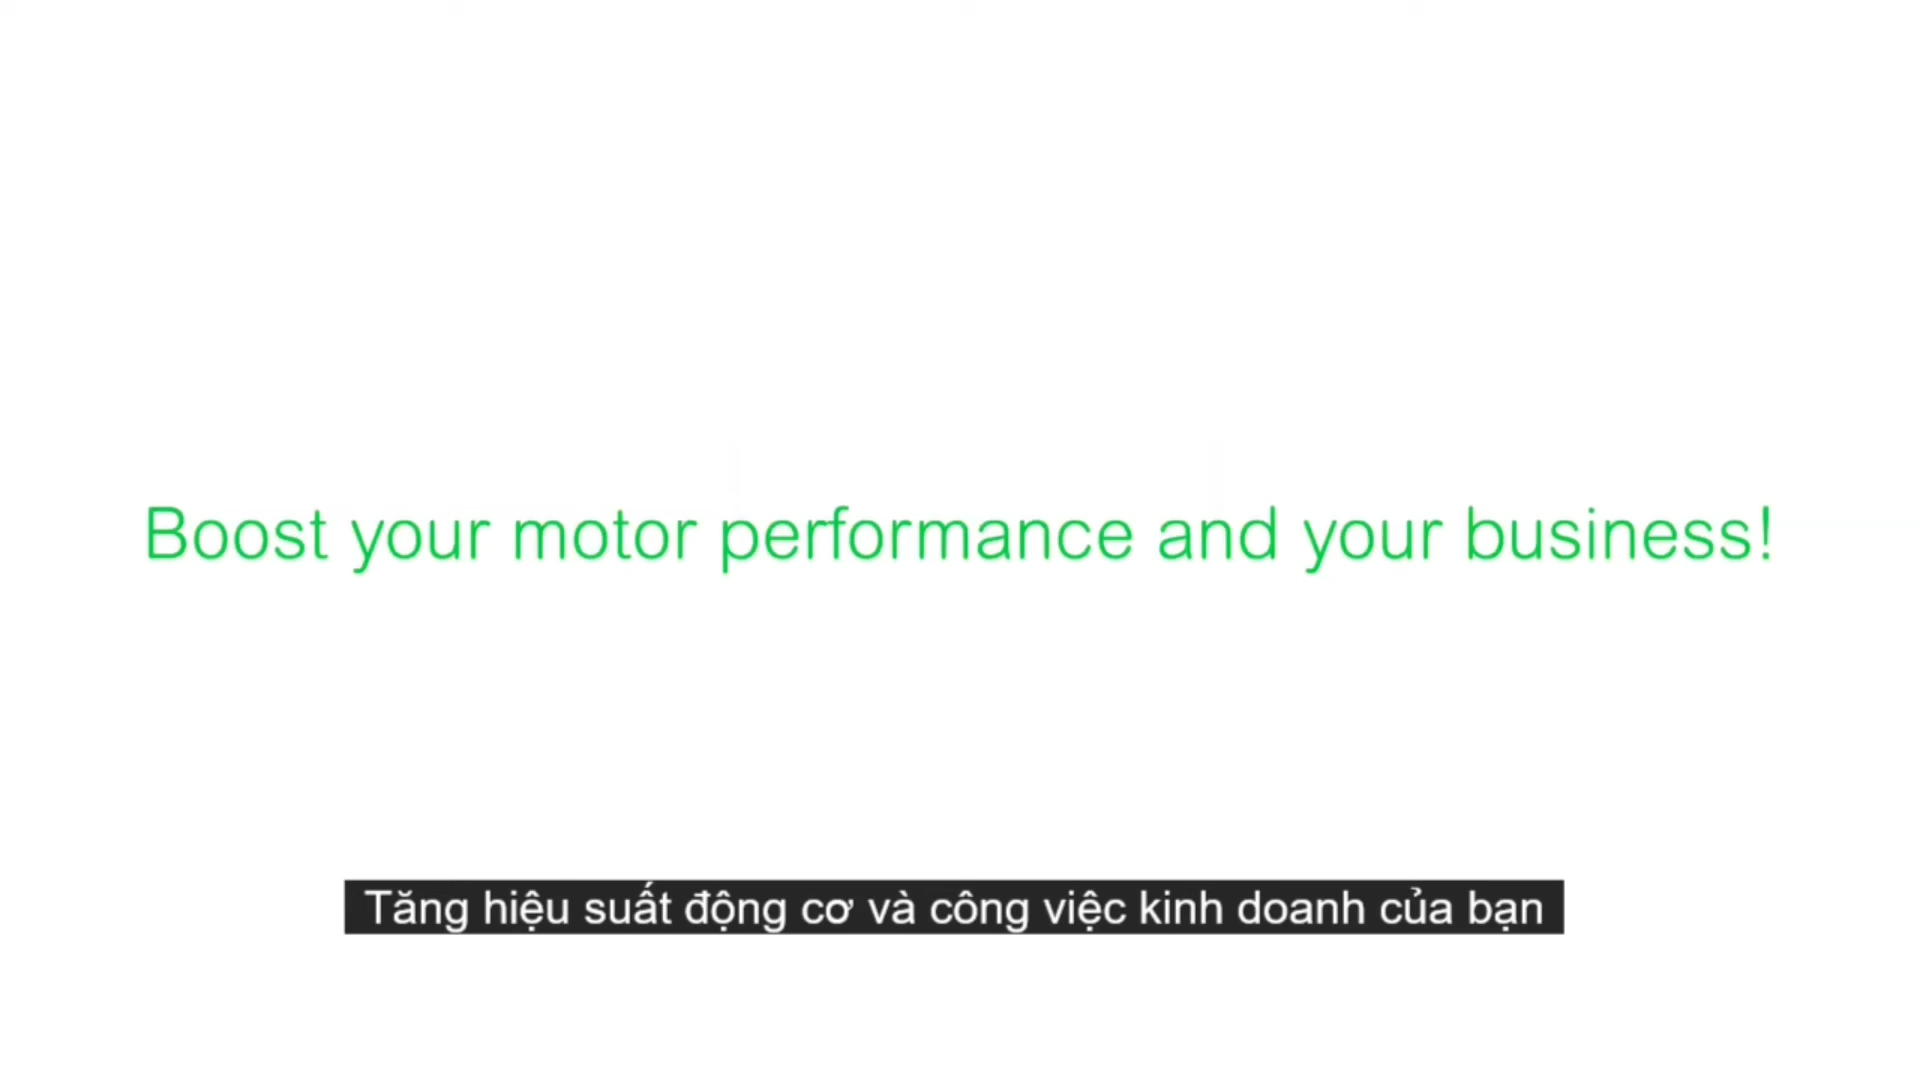 Boost your motor performance and your business!
Tăng hiệu suất động cơ và công việc kinh doanh của bạn